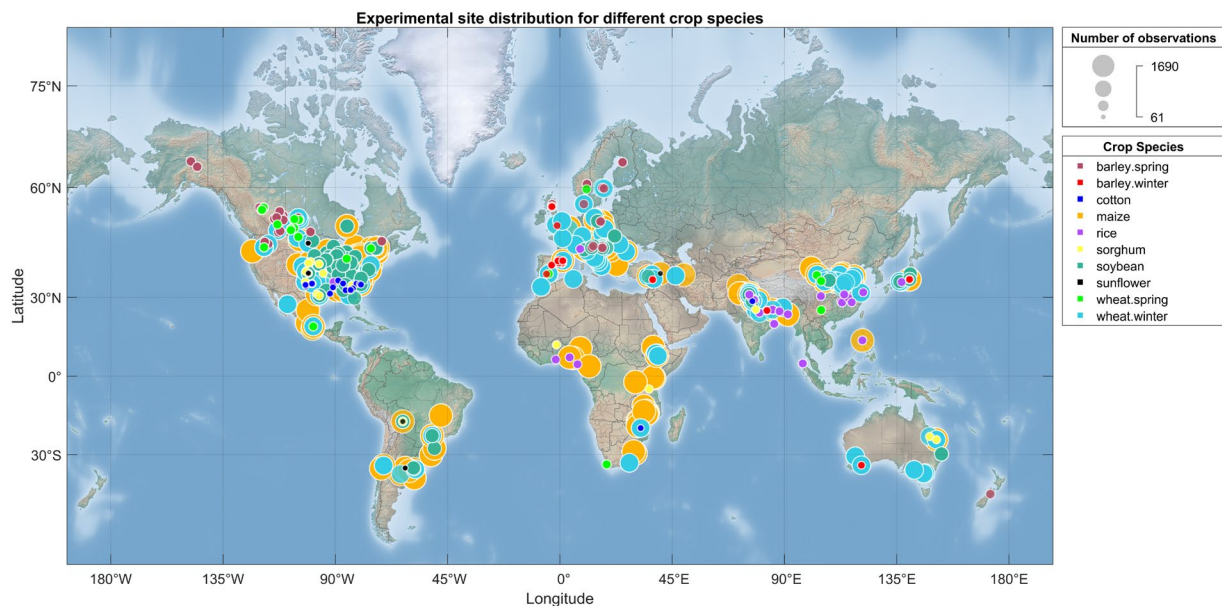 Experimental site distribution for different crop species
Number of observations
1690
61
Crop Species
barley.spring
barley.winter
cotton
maize
rice
sorghum
soybean
sunflower
wheat.spring
wheat.winter
Latitude
75°N
60°N
30°N
0°
30°S
180°W
135°W
90°W
45°W
0°
45°E
90°E
135°E
180°E
Longitude